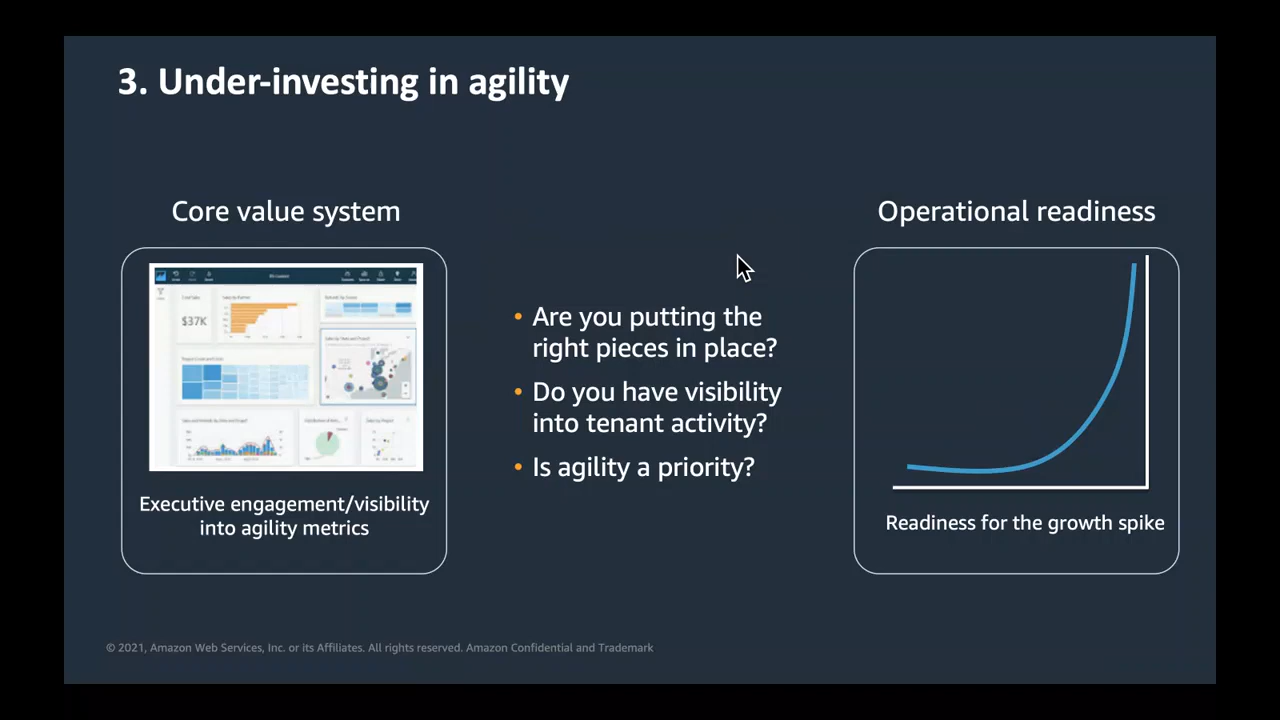 3. Under-investing in agility
Core value system
$37K
Executive engagement/visibility
into agility metrics
• Are you putting the
right pieces in place?
• Do you have visibility
into tenant activity?
• Is agility a priority?
Operational readiness
Readiness for the growth spike
© 2021, Amazon Web Services, Inc. or its Affiliates. All rights reserved. Amazon Confidential and Trademark